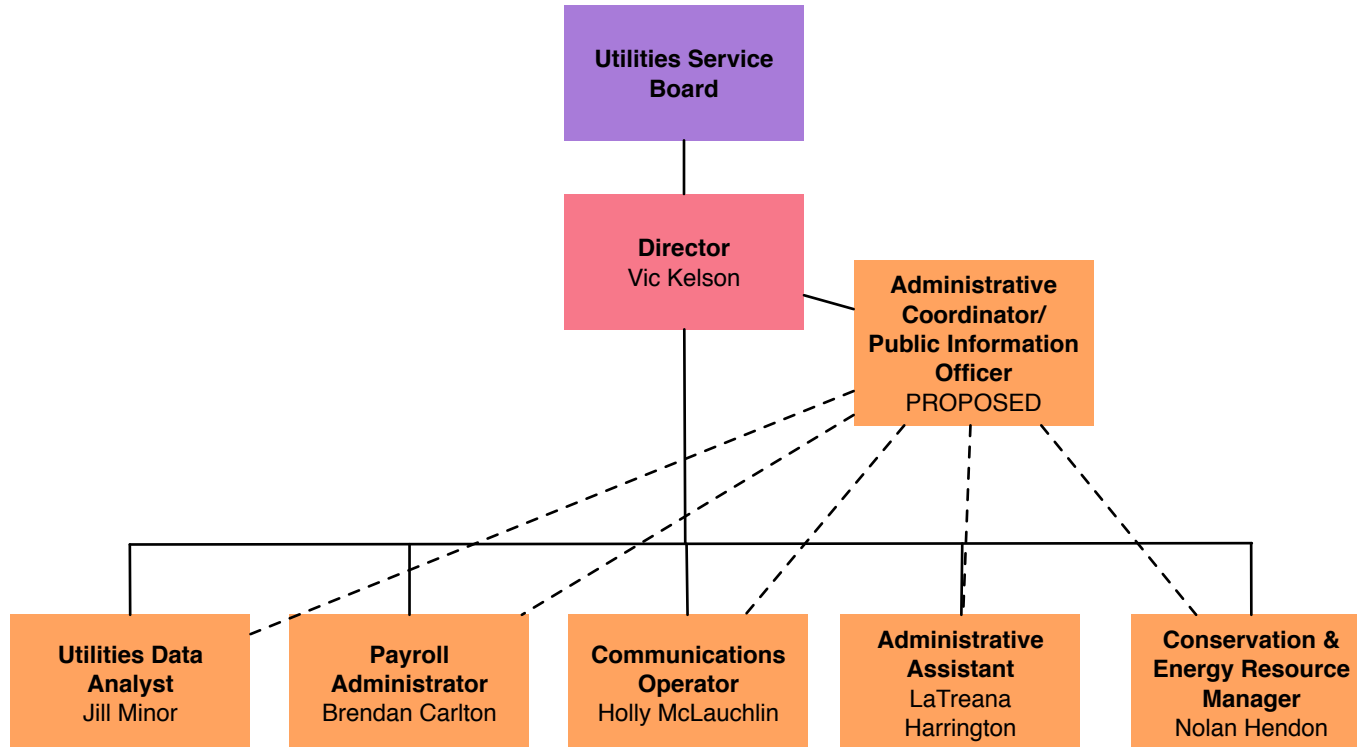 Utilities Service
Board
Director
Vic Kelson
Administrative
Coordinator/
Public Information
Officer
PROPOSED
Utilities Data
Analyst
Jill Minor
Payroll
Administrator
Brendan Carlton
Communications
Operator
Holly McLauchlin
Administrative
Assistant
LaTreana
Harrington
Conservation &
Energy Resource
Manager
Nolan Hendon